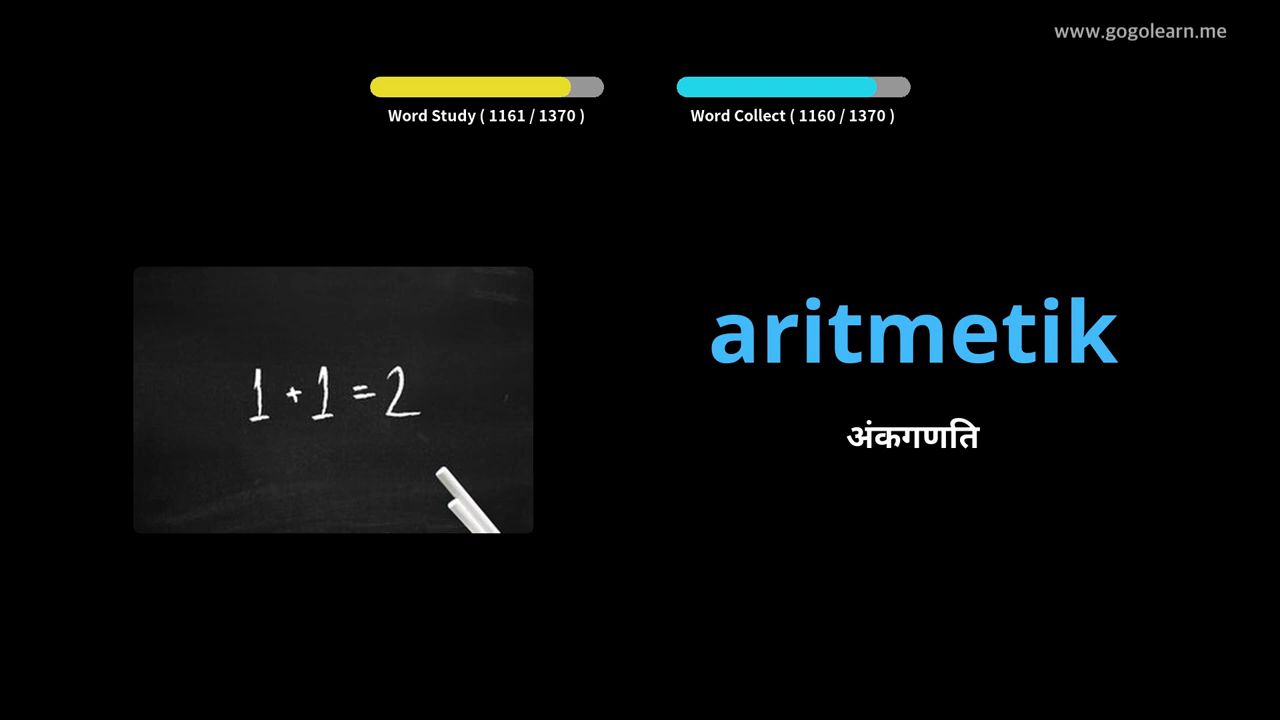 www.gogolearn.me
Word Study ( 1161 / 1370 )
Word Collect ( 1160 / 1370 )
1 + 1 = 2
aritmetik
अंकगणति